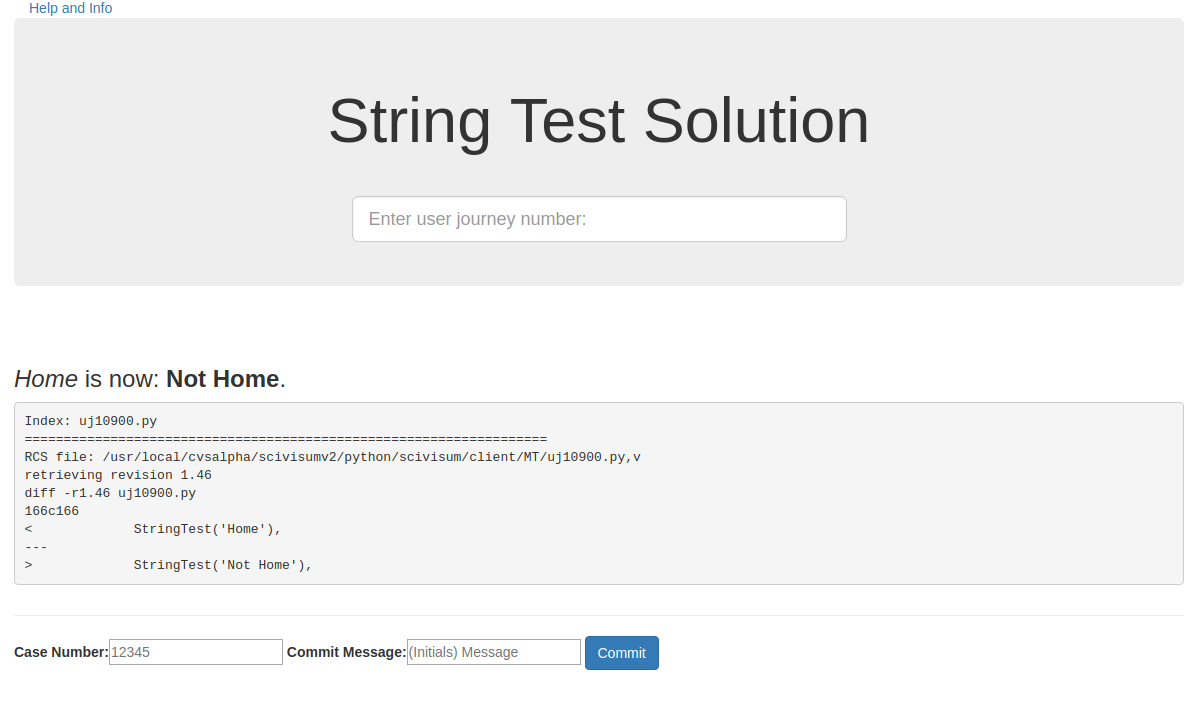 Help and Info
String Test Solution
Enter user journey number:
Home is now: Not Home.
Index: uj10900.py
===================================================================
RCS file: /usr/local/cvsalpha/scivisumv2/python/scivisum/client/MT/uj10900.py,v
retrieving revision 1.46
diff -r1.46 uj10900.py
166c166
<             StringTest('Home'),
---
>             StringTest('Not Home'),
Case Number: 12345 Commit Message: (Initials) Message Commit